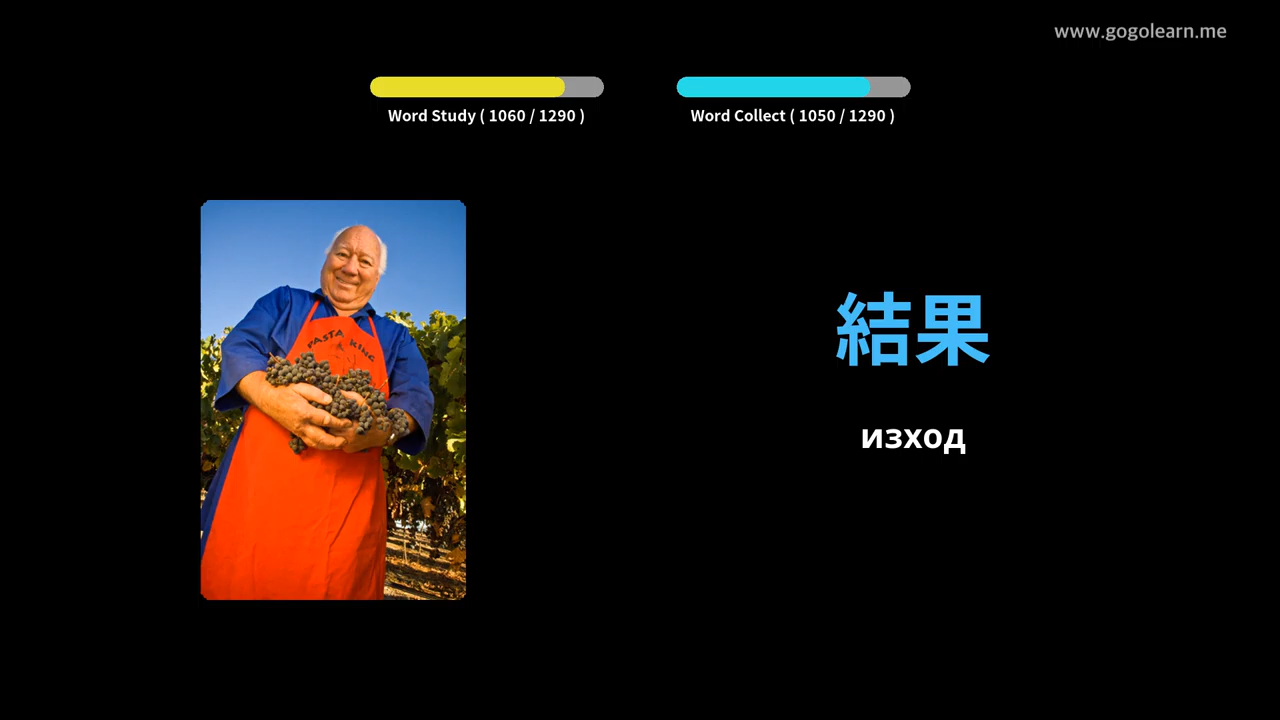 www.gogolearn.me
Word Study ( 1060 / 1290 )
Word Collect ( 1050 / 1290 )
PASTA KING
結果
изход